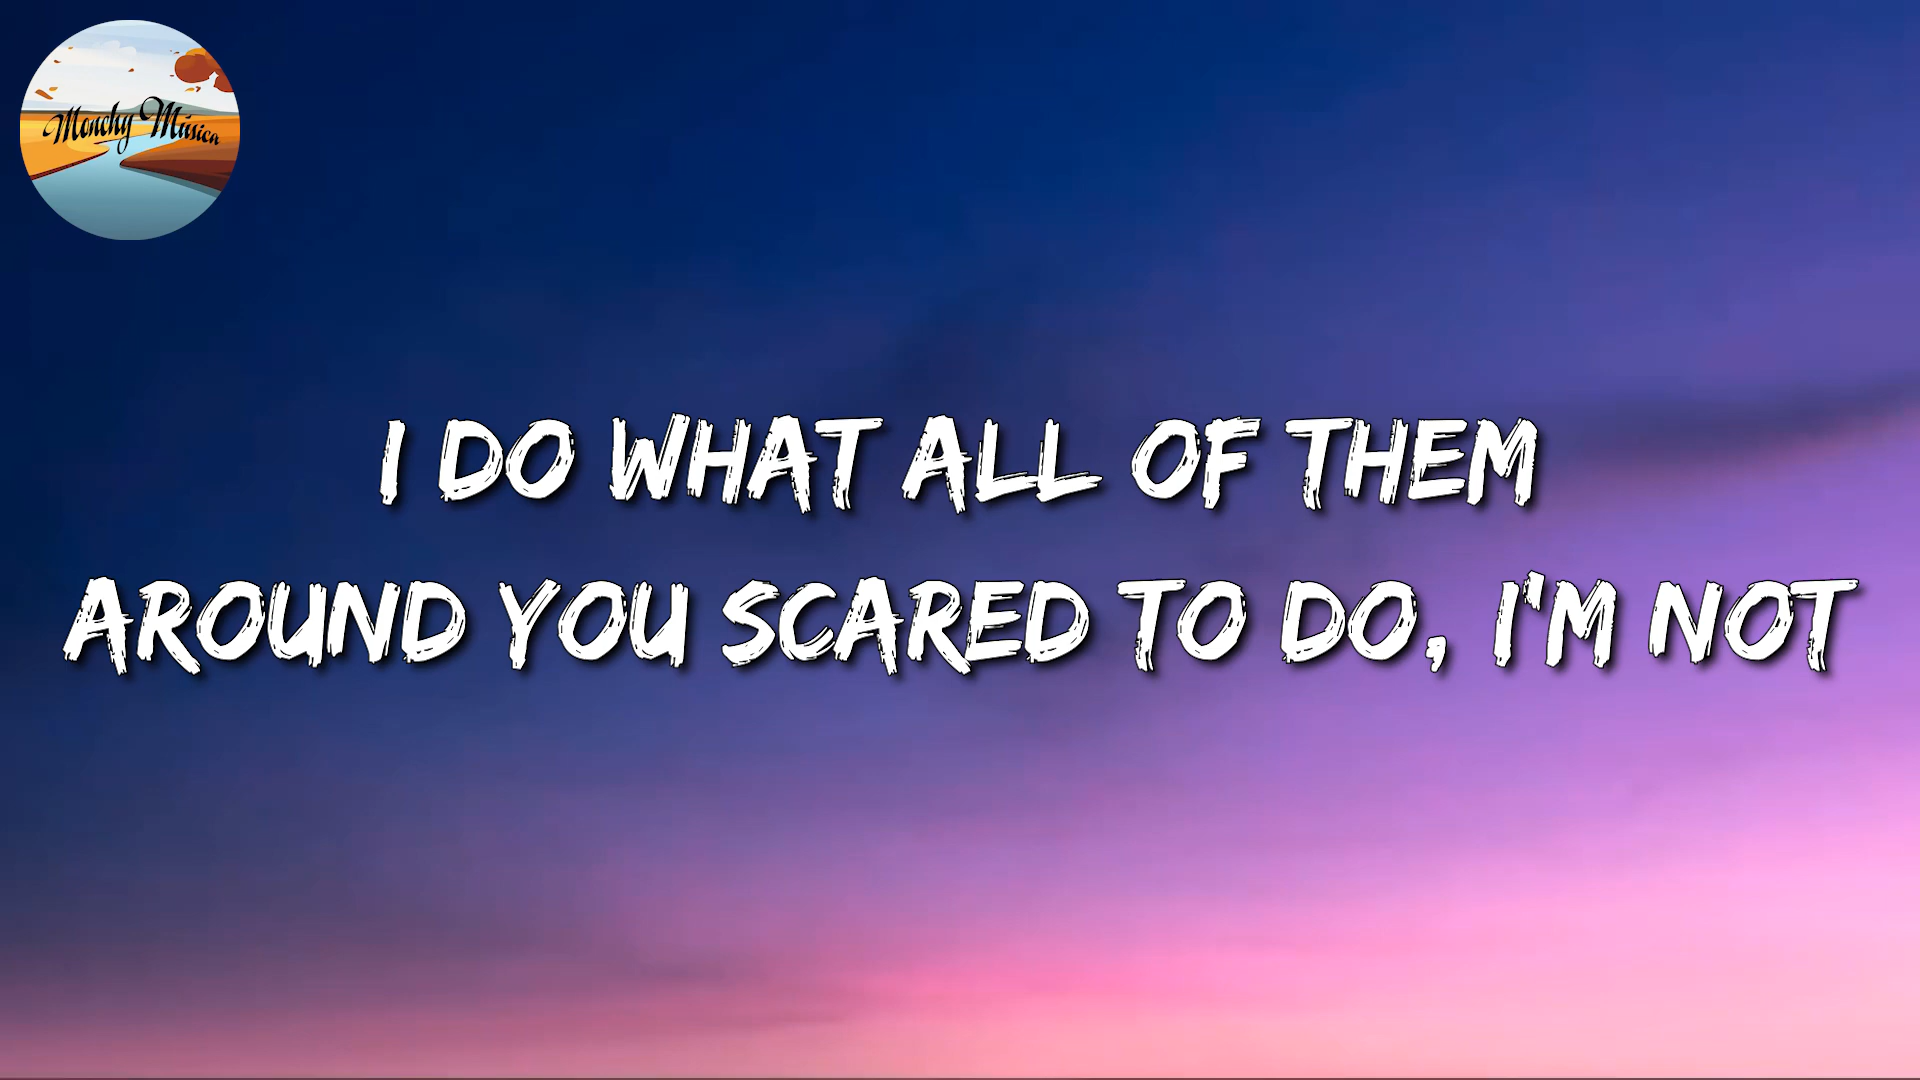 Monchy Música
I DO WHAT ALL OF THEM
AROUND YOU SCARED TO DO, I'M NOT